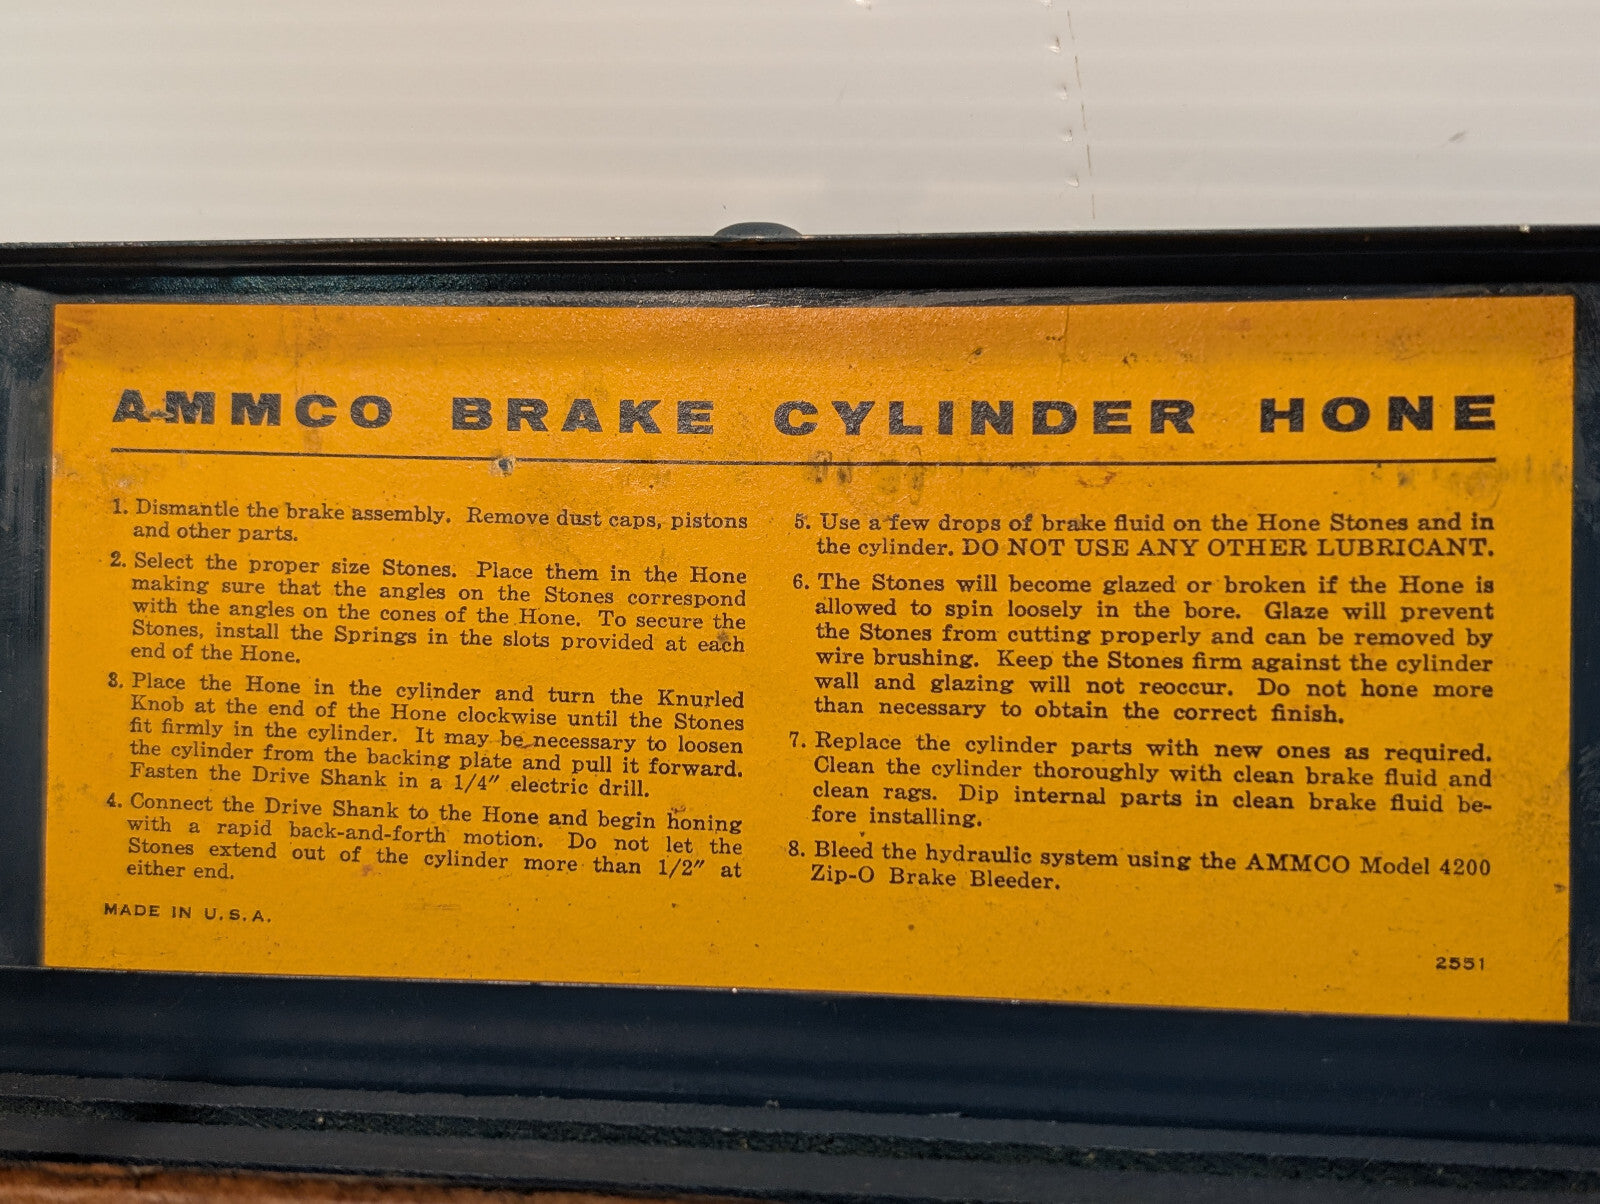 AMMCO BRAKE CYLINDER HONE
1. Dismantle the brake assembly. Remove dust caps, pistons
and other parts.
2. Select the proper size Stones. Place them in the Hone
making sure that the angles on the Stones correspond
with the angles on the cones of the Hone. To secure the
Stones, install the Springs in the slots provided at each
end of the Hone.
3. Place the Hone in the cylinder and turn the Knurled
Knob at the end of the Hone clockwise until the Stones
fit firmly in the cylinder. It may be necessary to loosen
the cylinder from the backing plate and pull it forward.
Fasten the Drive Shank in a 1/4" electric drill.
4. Connect the Drive Shank to the Hone and begin honing
with a rapid back-and-forth motion. Do not let the
Stones extend out of the cylinder more than 1/2" at
either end.
MADE IN U.S.A.
5. Use a few drops of brake fluid on the Hone Stones and in
the cylinder. DO NOT USE ANY OTHER LUBRICANT.
6. The Stones will become glazed or broken if the Hone is
allowed to spin loosely in the bore. Glaze will prevent
the Stones from cutting properly and can be removed by
wire brushing. Keep the Stones firm against the cylinder
wall and glazing will not reoccur. Do not hone more
than necessary to obtain the correct finish.
7. Replace the cylinder parts with new ones as required.
Clean the cylinder thoroughly with clean brake fluid and
clean rags. Dip internal parts in clean brake fluid be-
fore installing.
8. Bleed the hydraulic system using the AMMCO Model 4200
Zip-O Brake Bleeder.
2551